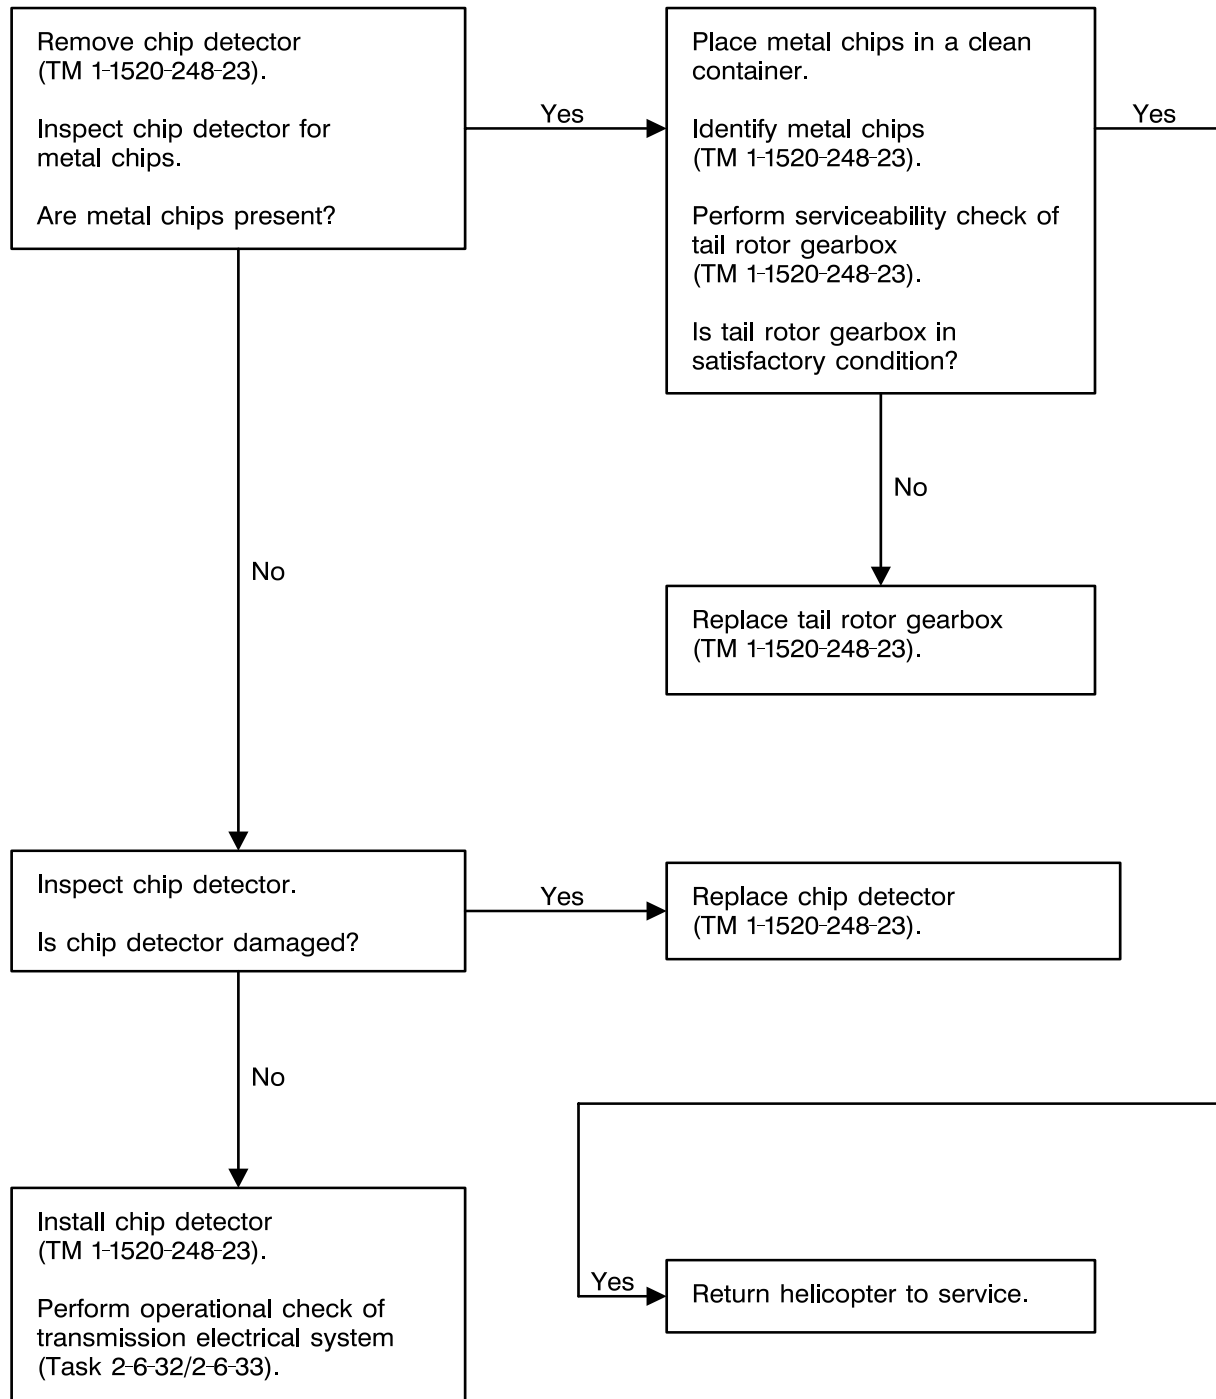 Remove chip detector
(TM 1-1520-248-23).
Inspect chip detector for
metal chips.
Are metal chips present?
Yes
Place metal chips in a clean
container.
Identify metal chips
(TM 1-1520-248-23).
Perform serviceability check of
tail rotor gearbox
(TM 1-1520-248-23).
Is tail rotor gearbox in
satisfactory condition?
Yes
No
No
Replace tail rotor gearbox
(TM 1-1520-248-23).
Inspect chip detector.
Is chip detector damaged?
Yes
Replace chip detector
(TM 1-1520-248-23).
No
Install chip detector
(TM 1-1520-248-23).
Perform operational check of
transmission electrical system
(Task 2-6-32/2-6-33).
Yes
Return helicopter to service.